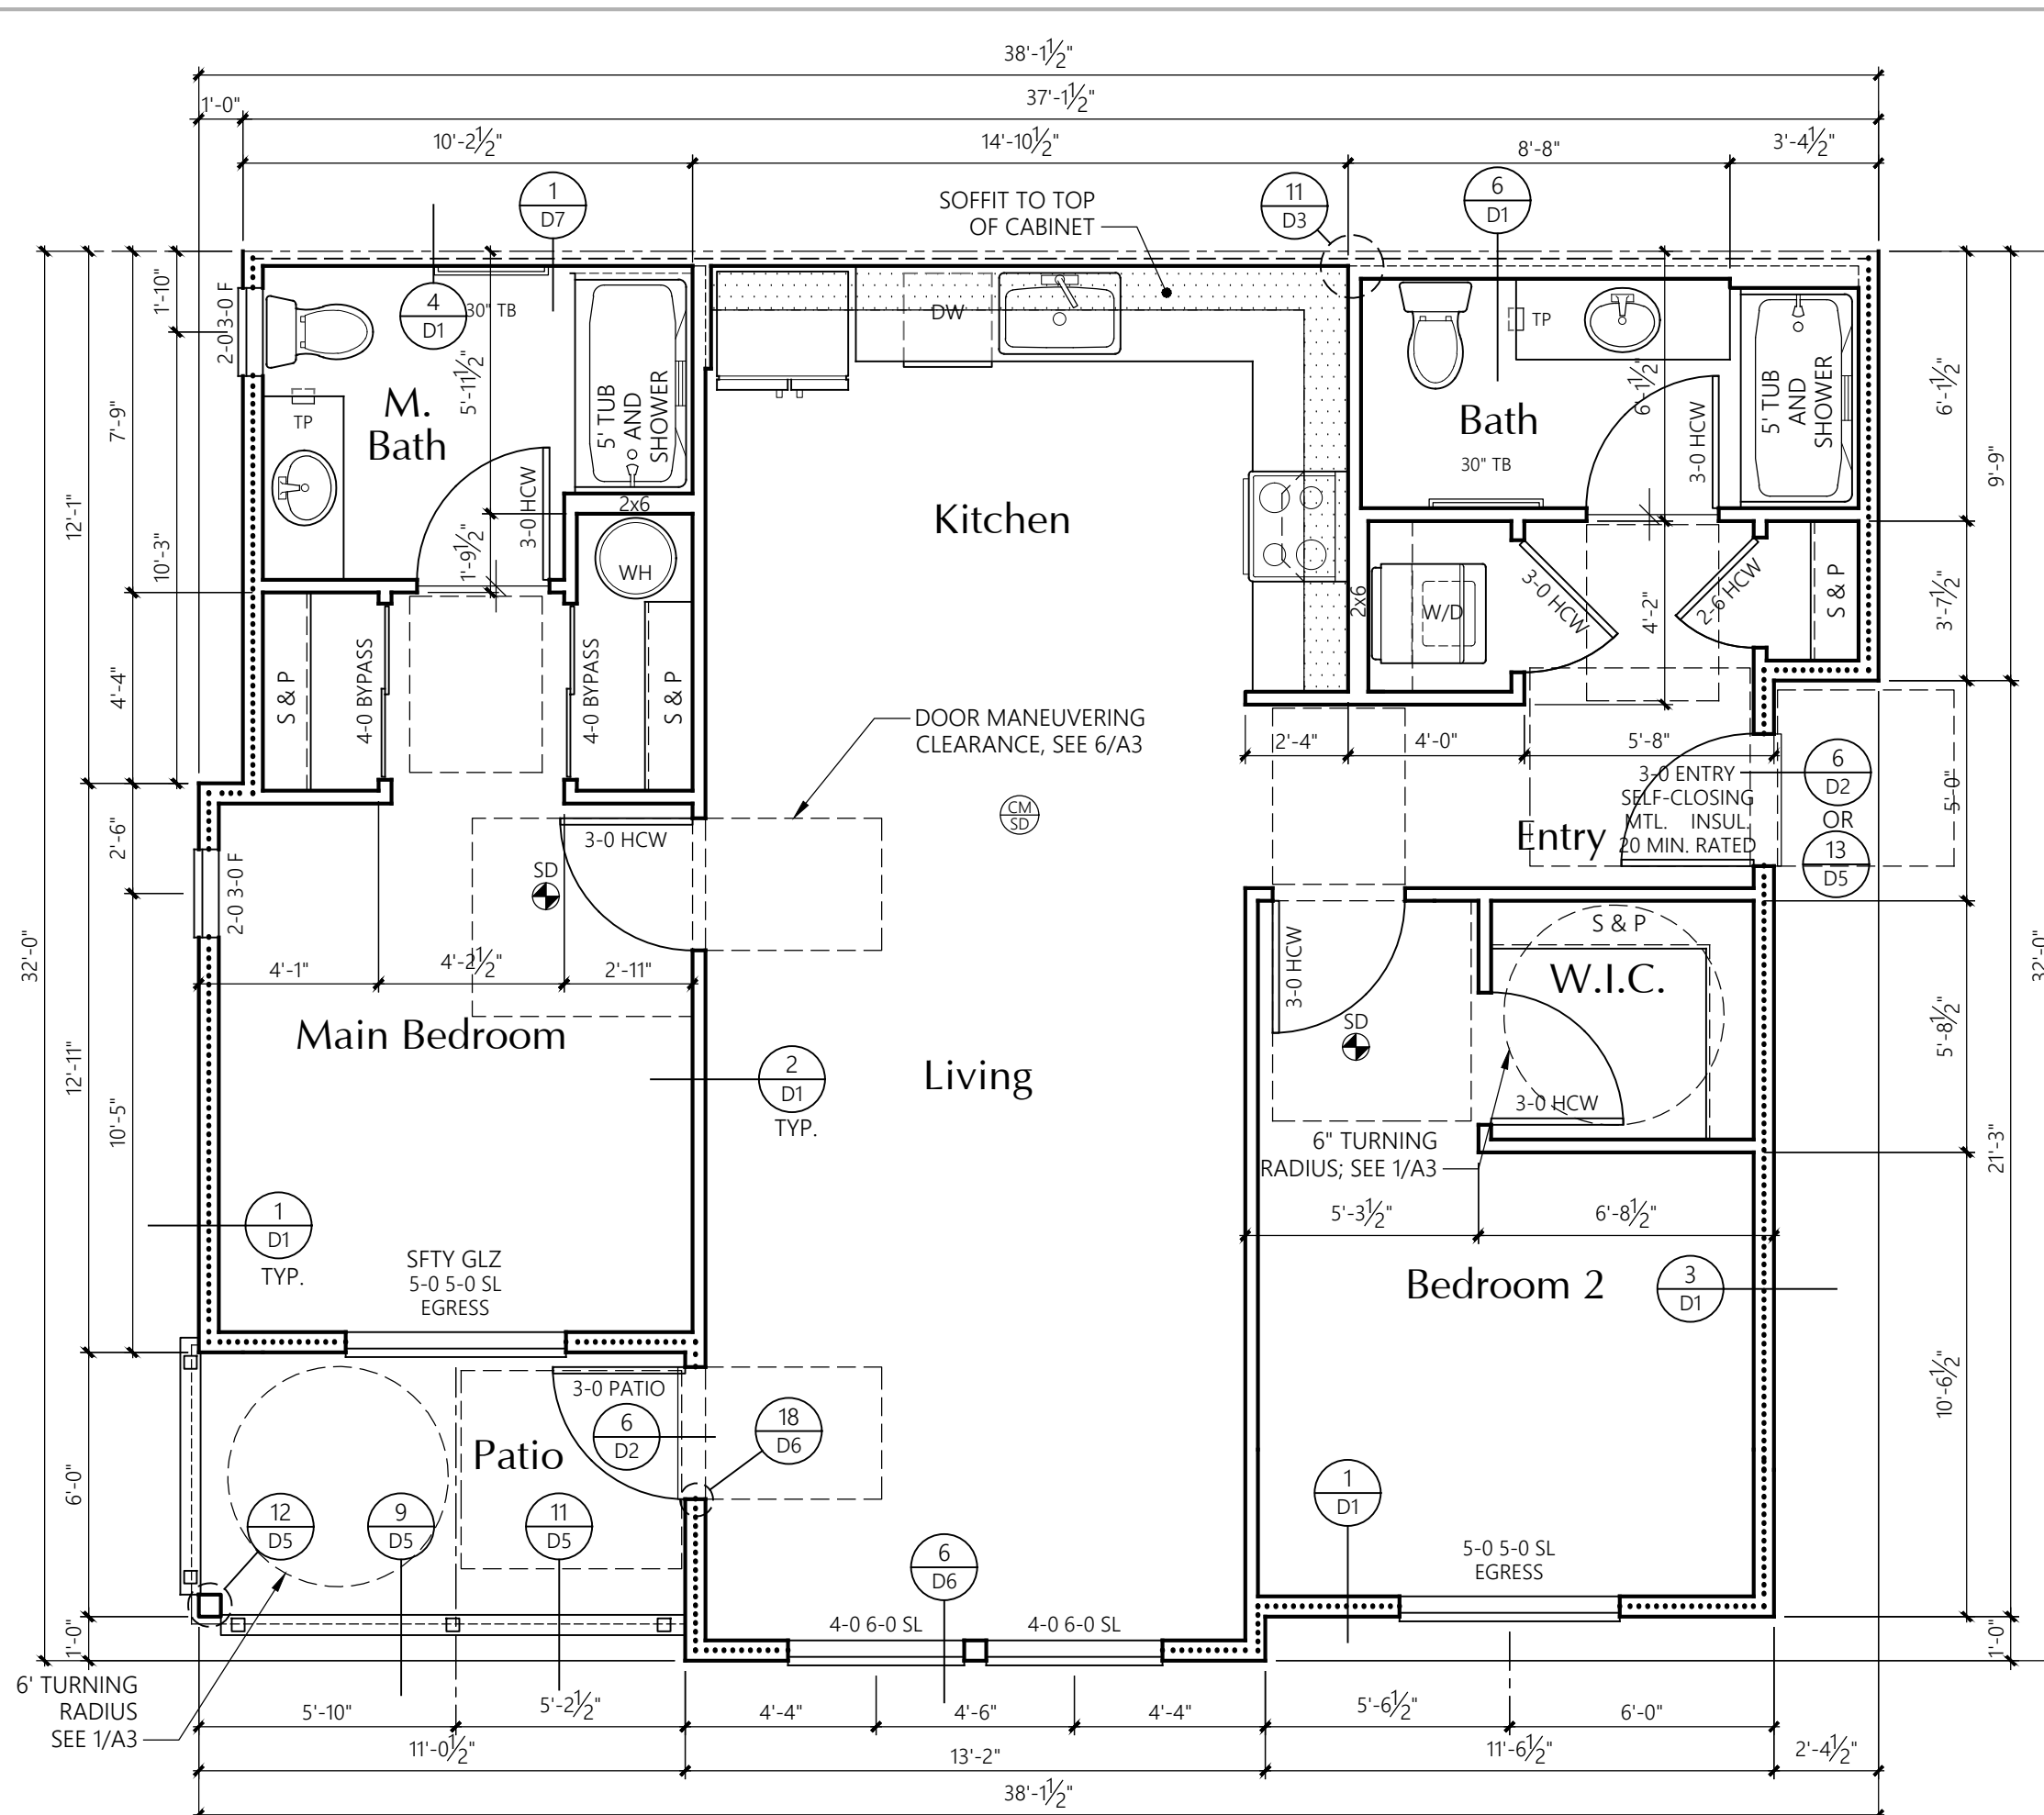 38'-1½"
1'-0"
37'-1½"
10'-2½"
14'-10½"
8'-8"
3'-4½"
1
D7
SOFFIT TO TOP
OF CABINET
11
D3
6
D1
1'-10"
2-0 3-0 F
4
D1
30" TB
5'-11½"
DW
TP
6'-1½"
6'-1½"
7'-9"
TP
M.
Bath
5' TUB
AND
SHOWER
Bath
30" TB
3-0 HCW
5' TUB
AND
SHOWER
9'-9"
12'-1"
10'-3"
3-0 HCW
1'-9½"
2x6
WH
Kitchen
2x6
W/D
3-0 HCW
4'-2"
2-6 HCW
S & P
3'-7½"
4'-4"
S & P
4-0 BYPASS
4-0 BYPASS
S & P
DOOR MANEUVERING
CLEARANCE, SEE 6/A3
2'-4"
4'-0"
5'-8"
6
D2
OR
13
D5
5'-0"
3-0 ENTRY
SELF-CLOSING
MTL. INSUL.
20 MIN. RATED
Entry
CM
SD
2'-6"
2-0 3-0 F
3-0 HCW
SD
32'-0"
32'-0"
4'-1"
4'-2½"
2'-11"
3-0 HCW
S & P
W.I.C.
SD
5'-8½"
Main Bedroom
2
D1
TYP.
Living
3-0 HCW
12'-11"
10'-5"
6" TURNING
RADIUS; SEE 1/A3
21'-3"
5'-3½"
6'-8½"
1
D1
TYP.
SFTY GLZ
5-0 5-0 SL
EGRESS
Bedroom 2
3
D1
10'-6½"
3-0 PATIO
6
D2
18
D6
Patio
6'-0"
12
D5
9
D5
11
D5
6
D6
1
D1
5-0 5-0 SL
EGRESS
4-0 6-0 SL
4-0 6-0 SL
1'-0"
1'-0"
6' TURNING
RADIUS
SEE 1/A3
5'-10"
5'-2½"
4'-4"
4'-6"
4'-4"
5'-6½"
6'-0"
11'-0½"
13'-2"
11'-6½"
2'-4½"
38'-1½"